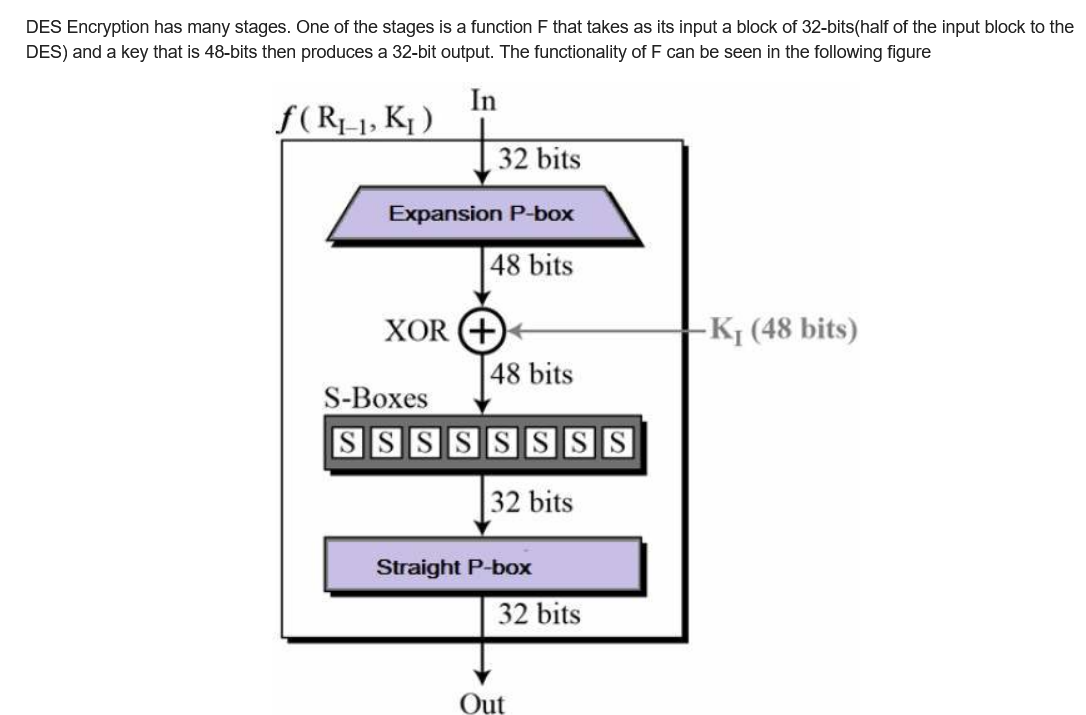 DES Encryption has many stages. One of the stages is a function F that takes as its input a block of 32-bits(half of the input block to the
DES) and a key that is 48-bits then produces a 32-bit output. The functionality of F can be seen in the following figure
In
f ( R_I–1, K_I )
32 bits
Expansion P-box
48 bits
XOR +
K_I (48 bits)
48 bits
S-Boxes
S S S S S S S S
32 bits
Straight P-box
32 bits
Out